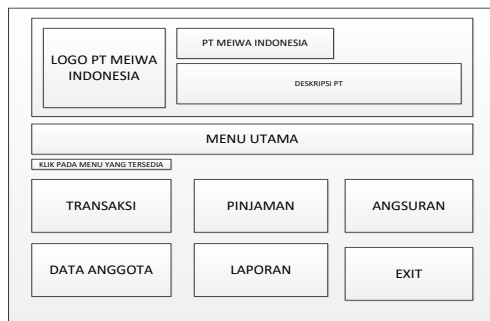 LOGO PT MEIWA
INDONESIA
PT MEIWA INDONESIA
DESKRIPSI PT
MENU UTAMA
KLIK PADA MENU YANG TERSEDIA
TRANSAKSI
PINJAMAN
ANGSURAN
DATA ANGGOTA
LAPORAN
EXIT